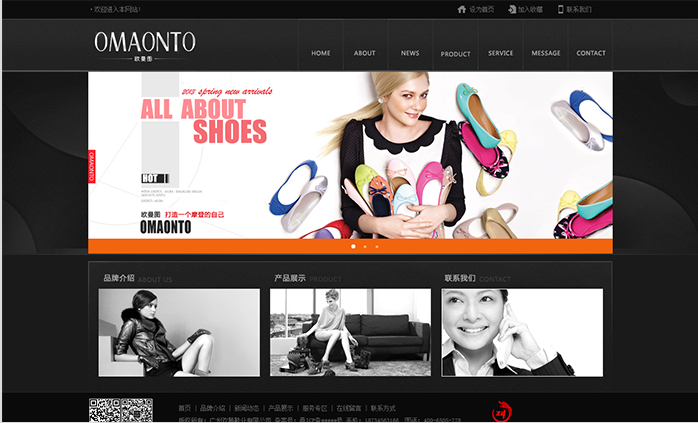 • 欢迎进入本网站!
设为首页 加入收藏 联系我们
OMAONTO
欧曼图
HOME ABOUT NEWS PRODUCT SERVICE MESSAGE CONTACT
2013 spring new arrivals
ALL ABOUT
SHOES
OMAONTO
HOT
欧曼图 打造一个摩登的自己
OMAONTO
品牌介绍 ABOUT US
产品展示 PRODUCT
联系我们 CONTACT
首页 | 品牌介绍 | 新闻动态 | 产品展示 | 服务专区 | 在线留言 | 联系方式